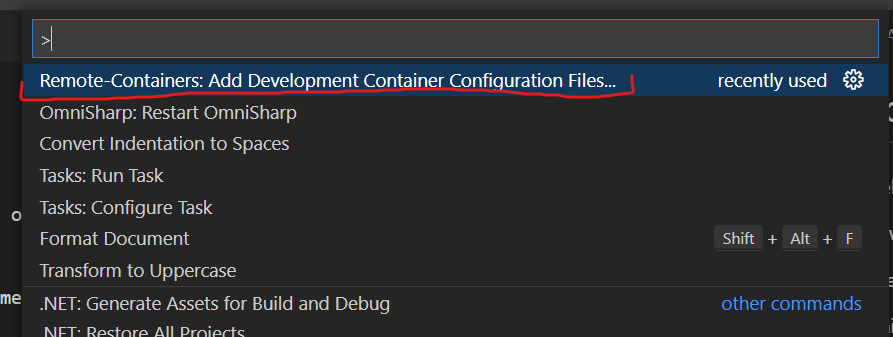 >
Remote-Containers: Add Development Container Configuration Files... recently used
OmniSharp: Restart OmniSharp
Convert Indentation to Spaces
Tasks: Run Task
Tasks: Configure Task
o
Format Document Shift + Alt + F
Transform to Uppercase
me
.NET: Generate Assets for Build and Debug other commands
.NET: Restore All Projects